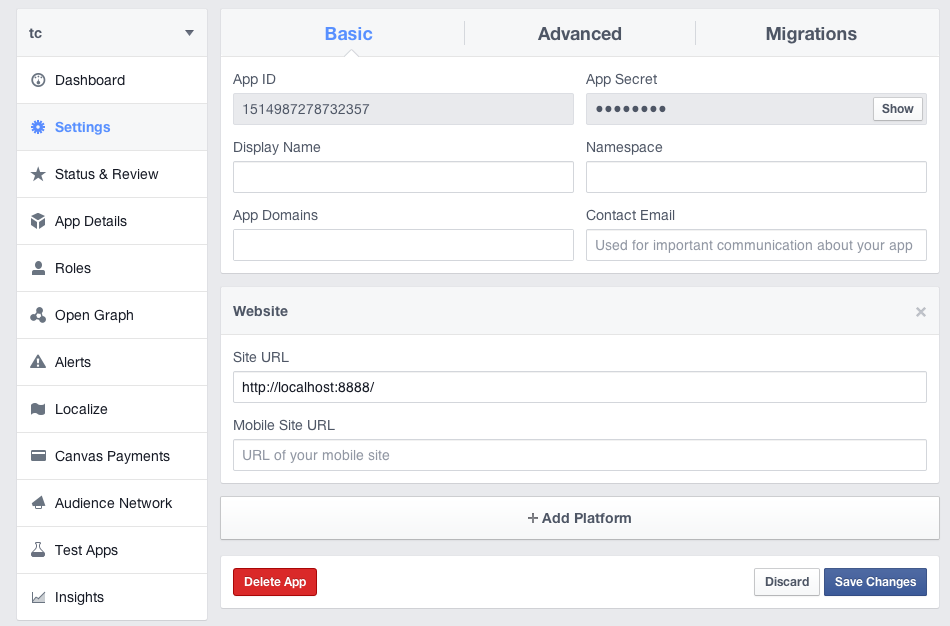 tc
Dashboard
Settings
Status & Review
App Details
Roles
Open Graph
Alerts
Localize
Canvas Payments
Audience Network
Test Apps
Insights
Basic Advanced Migrations
App ID App Secret
1514987278732357 ●●●●●●●● Show
Display Name Namespace
App Domains Contact Email
Used for important communication about your app
Website ×
Site URL
http://localhost:8888/
Mobile Site URL
URL of your mobile site
+ Add Platform
Delete App Discard Save Changes